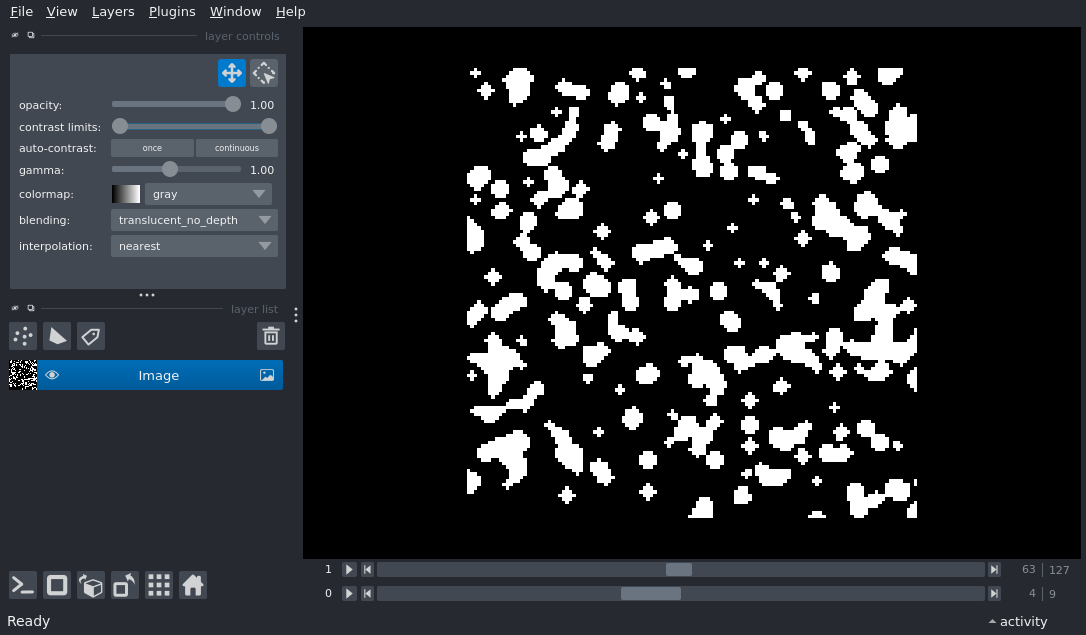 File View Layers Plugins Window Help
layer controls
opacity: 1.00
contrast limits:
auto-contrast: once continuous
gamma: 1.00
colormap: gray
blending: translucent_no_depth
interpolation: nearest
layer list
Image
1 63 127
0 4 9
Ready activity